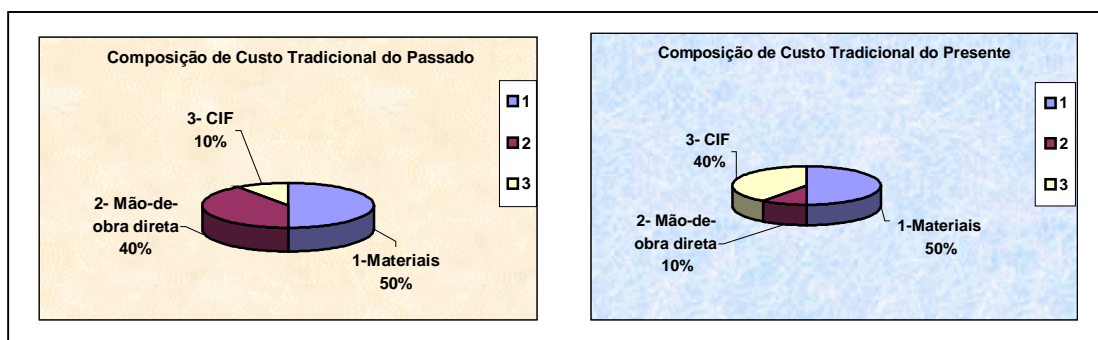 Composição de Custo Tradicional do Passado
3- CIF
10%
2- Mão-de-
obra direta
40%
1-Materiais
50%
1
2
3
Composição de Custo Tradicional do Presente
3- CIF
40%
2- Mão-de-
obra direta
10%
1-Materiais
50%
1
2
3